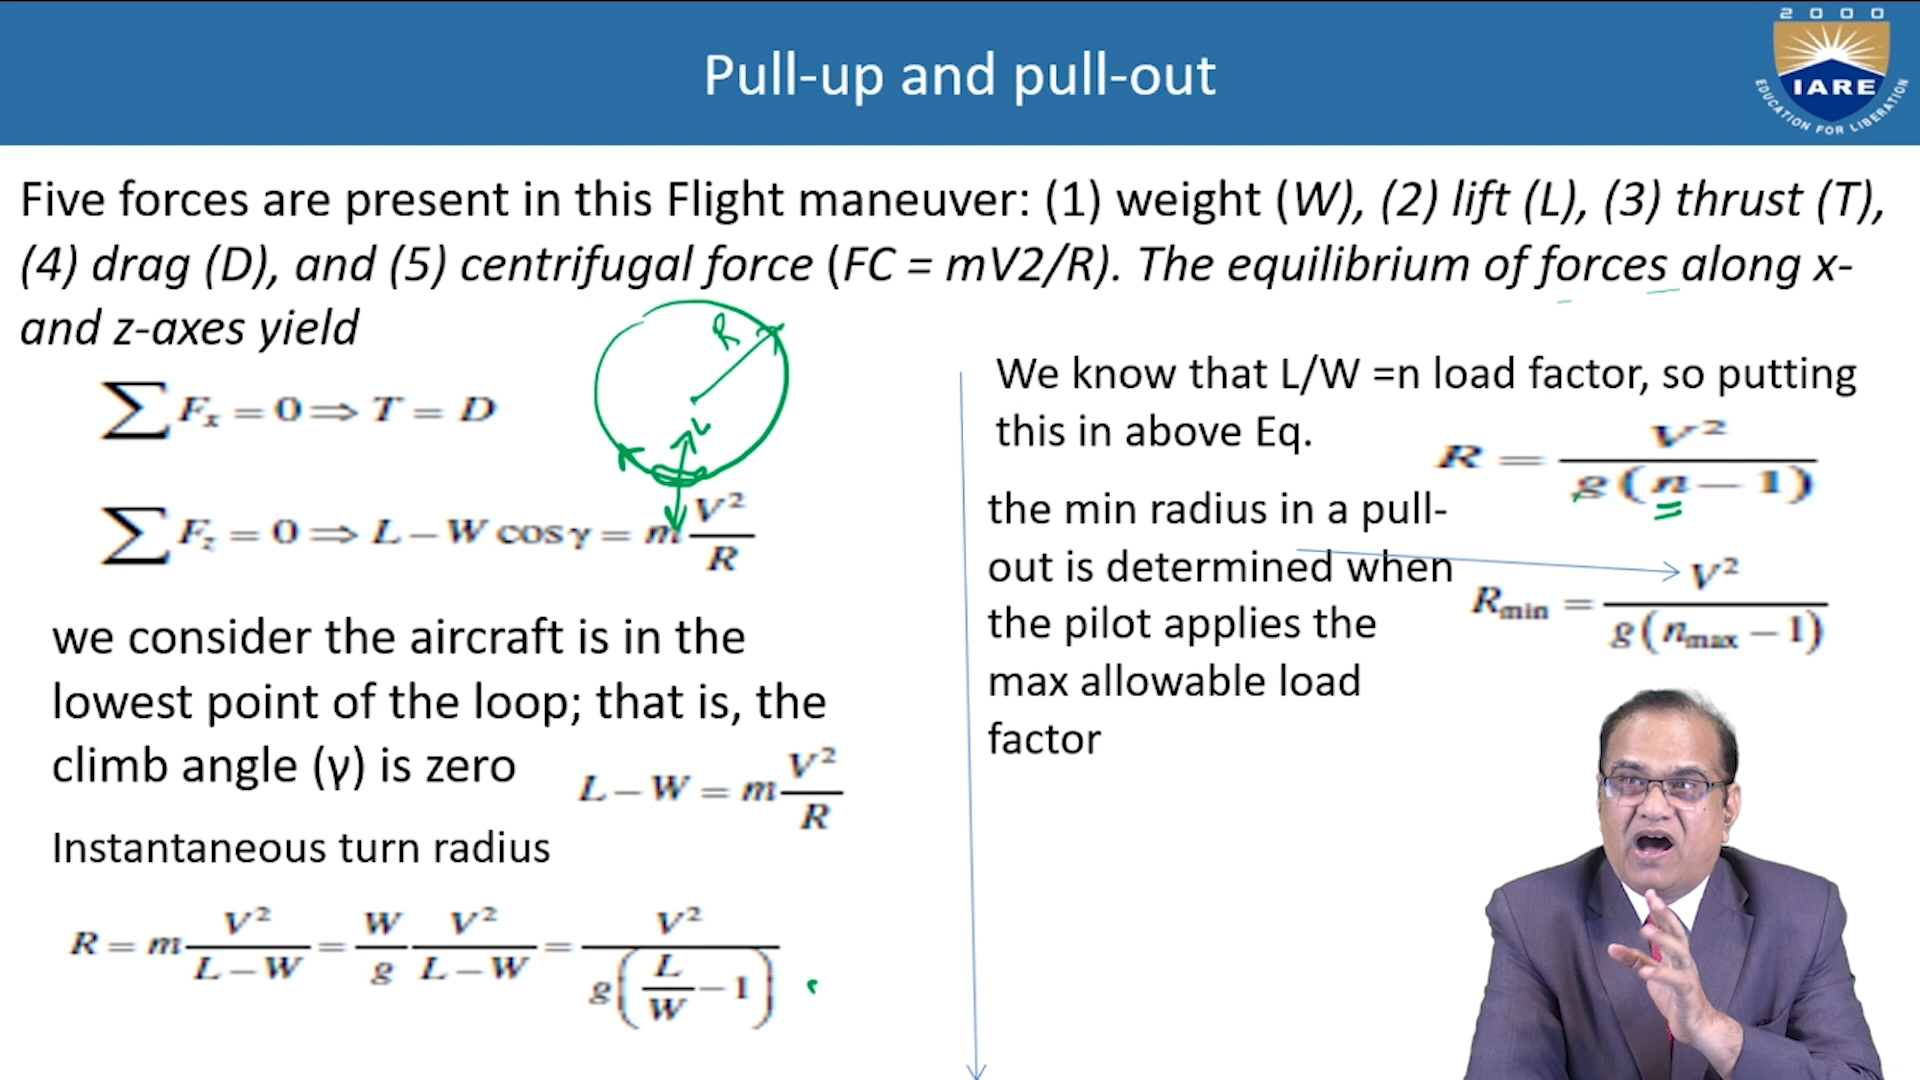 Pull-up and pull-out
2000
IARE
EDUCATION FOR LIBERATION
Five forces are present in this Flight maneuver: (1) weight (W), (2) lift (L), (3) thrust (T),
(4) drag (D), and (5) centrifugal force (FC = mV2/R). The equilibrium of forces along x-
and z-axes yield
∑ Fₓ = 0 ⇒ T = D
R
L
∑ F_z = 0 ⇒ L – W cos γ = m V²/R
we consider the aircraft is in the
lowest point of the loop; that is, the
climb angle (γ) is zero
L – W = m V²/R
Instantaneous turn radius
R = m V²/(L – W) = W/g V²/(L – W) = V²/(g(L/W – 1))
We know that L/W =n load factor, so putting
this in above Eq.
R = V²/(g(n – 1))
the min radius in a pull-
out is determined when
the pilot applies the
max allowable load
factor
R_min = V²/(g(n_max – 1))